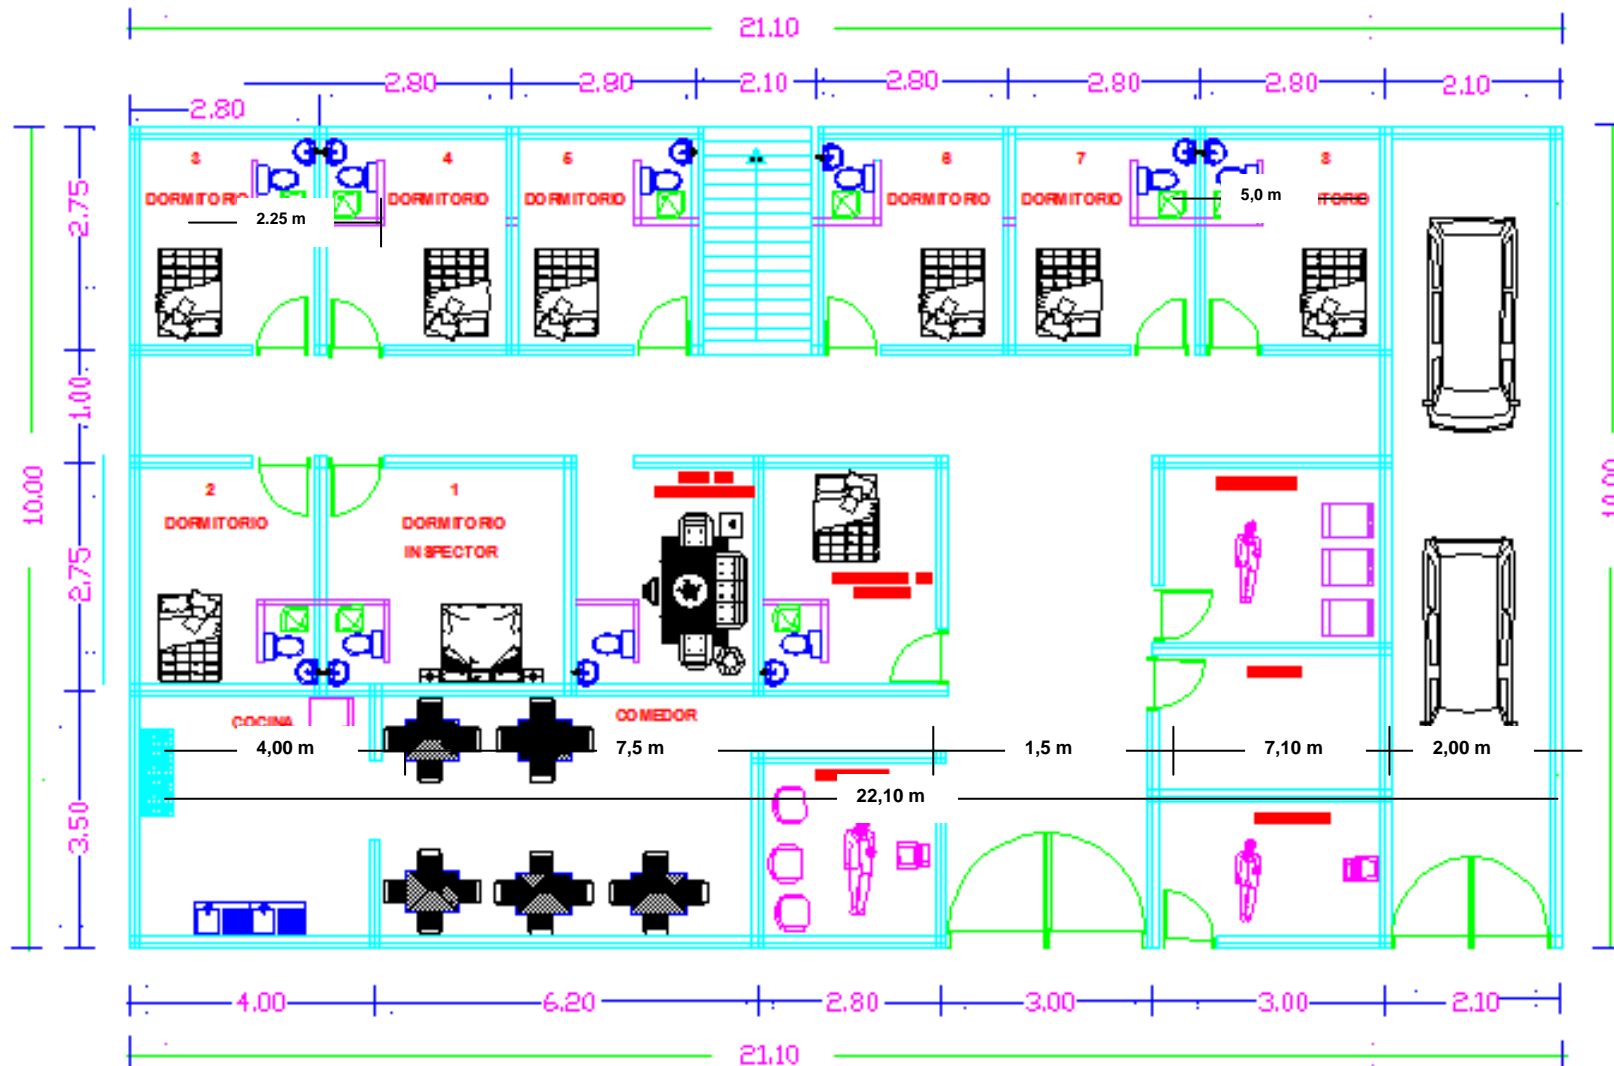 21.10
2.80 2.80 2.10 2.80 2.80 2.80 2.10
2.80
3 4 5 6 7 8
DORMITORIO DORMITORIO DORMITORIO DORMITORIO
5,0 m
2.25 m
2.75
1.00
10.00
10.00
2 1
DORMITORIO DORMITORIO
INSPECTOR
2.75
COCINA COMEDOR
4,00 m 7,5 m 1,5 m 7,10 m 2,00 m
22,10 m
3.50
4.00 6.20 2.80 3.00 3.00 2.10
21.10